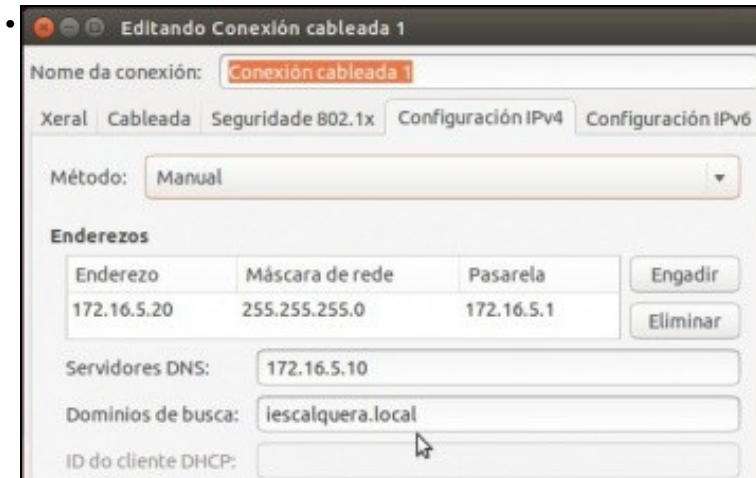 Editando Conexión cableada 1
Nome da conexión: Conexión cableada 1
Xeral Cableada Seguridade 802.1x Configuración IPv4 Configuración IPv6
Método: Manual
Enderezos
Enderezo Máscara de rede Pasarela Engadir
172.16.5.20 255.255.255.0 172.16.5.1 Eliminar
Servidores DNS: 172.16.5.10
Dominios de busca: iescalquera.local
ID do cliente DHCP: